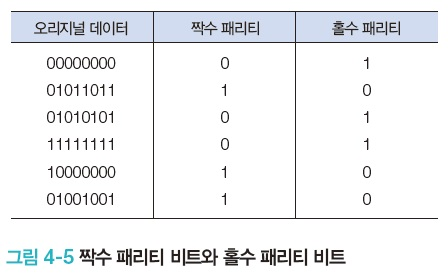 오리지널 데이터 짝수 패리티 홀수 패리티
00000000 0 1
01011011 1 0
01010101 0 1
11111111 0 1
10000000 1 0
01001001 1 0
그림 4-5 짝수 패리티 비트와 홀수 패리티 비트